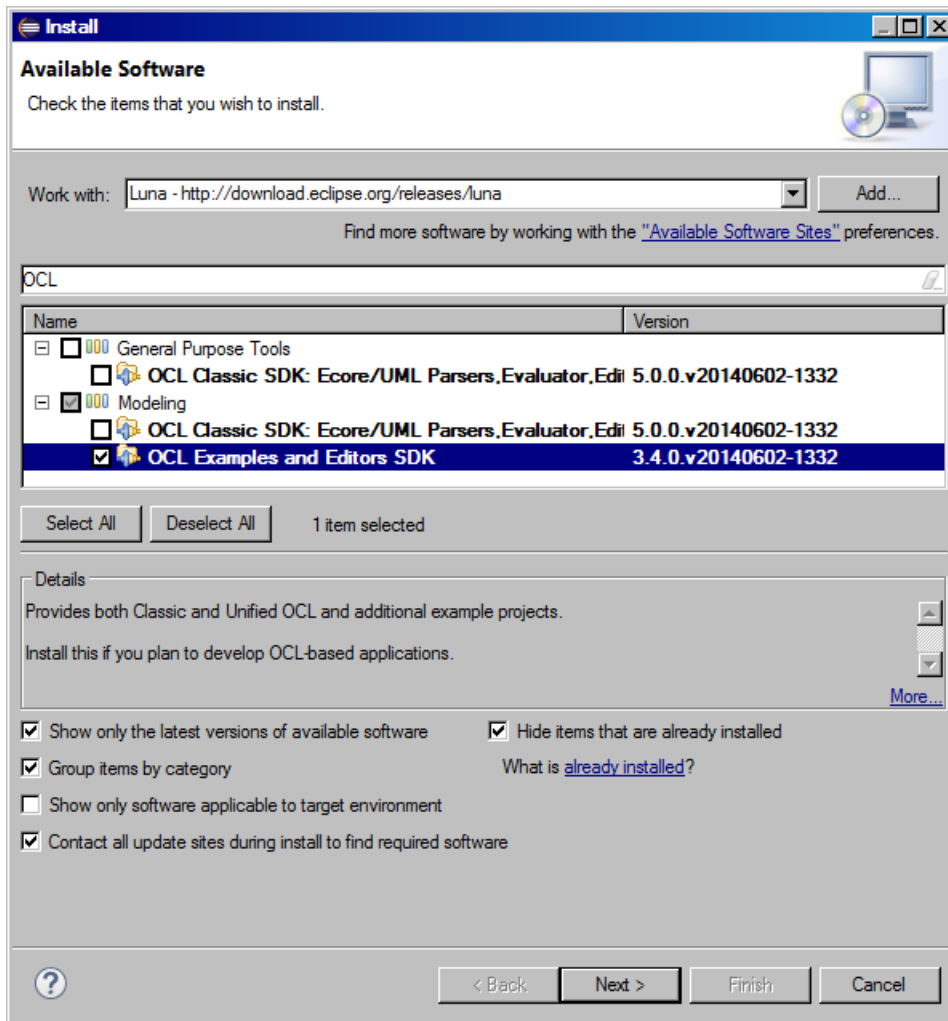 Install
Available Software
Check the items that you wish to install.
Work with: Luna - http://download.eclipse.org/releases/luna Add...
Find more software by working with the "Available Software Sites" preferences.
OCL
Name Version
General Purpose Tools
OCL Classic SDK: Ecore/UML Parsers,Evaluator,Edi 5.0.0.v20140602-1332
Modeling
OCL Classic SDK: Ecore/UML Parsers,Evaluator,Edi 5.0.0.v20140602-1332
OCL Examples and Editors SDK 3.4.0.v20140602-1332
Select All Deselect All 1 item selected
Details
Provides both Classic and Unified OCL and additional example projects.
Install this if you plan to develop OCL-based applications.
More...
Show only the latest versions of available software Hide items that are already installed
Group items by category What is already installed?
Show only software applicable to target environment
Contact all update sites during install to find required software
? < Back Next > Finish Cancel